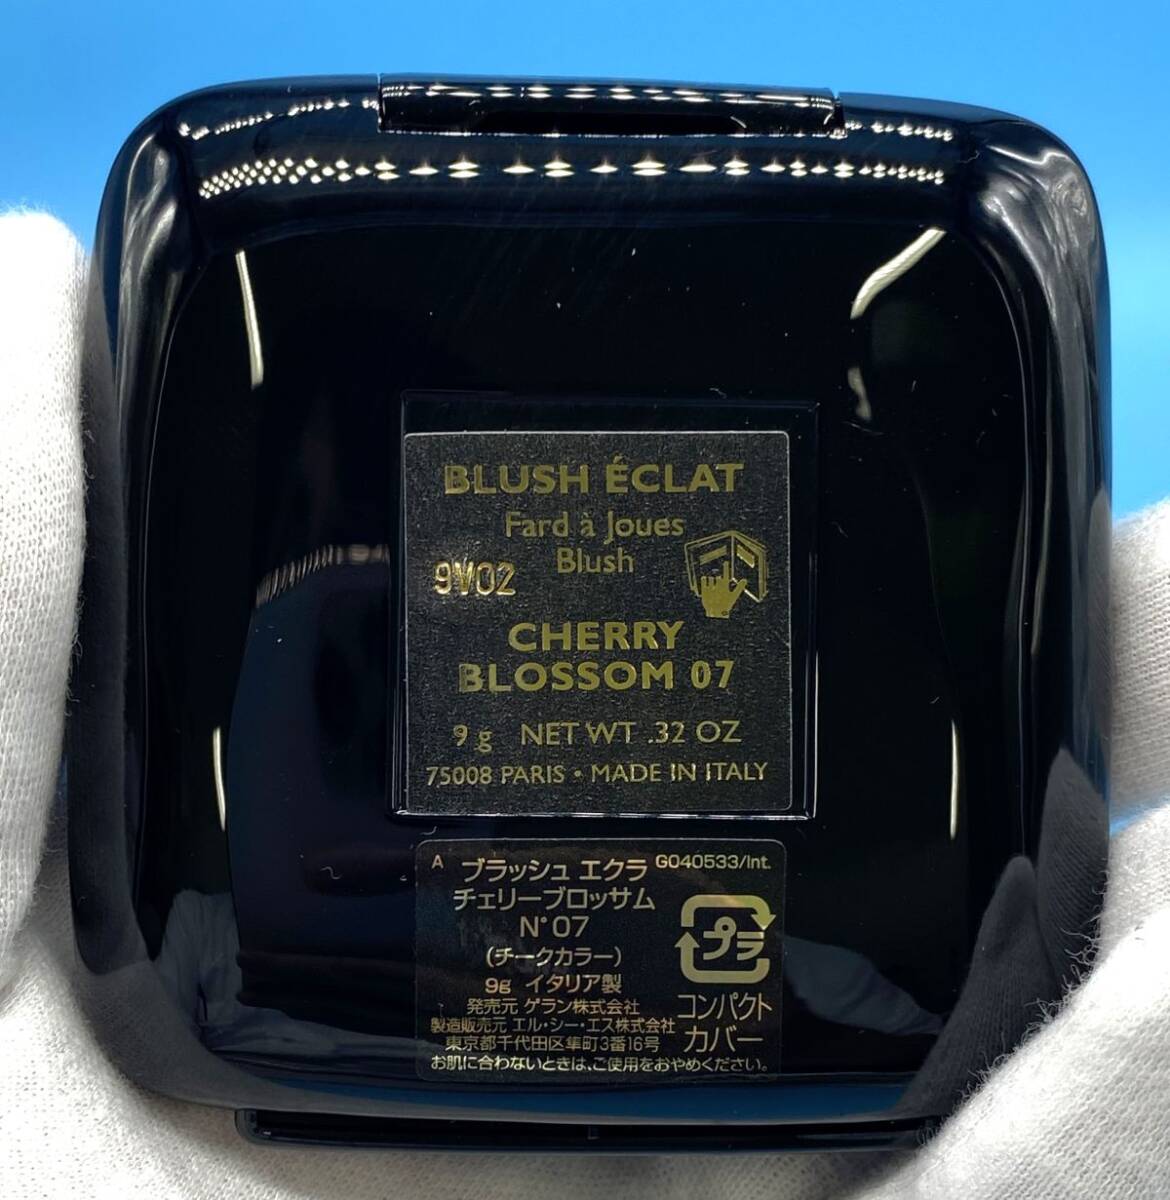 BLUSH ÉCLAT
Fard à Joues
Blush
9V02
CHERRY
BLOSSOM 07
9 g NET WT .32 OZ
75008 PARIS • MADE IN ITALY
A ブラッシュ エクラ G040533/Int.
チェリーブロッサム
N°07
(チークカラー)
9g イタリア製
発売元 ゲラン株式会社
製造販売元 エル・シー・エス株式会社
東京都千代田区隼町3番16号
プラ
コンパクト
カバー
お肌に合わないときは、ご使用をおやめください。